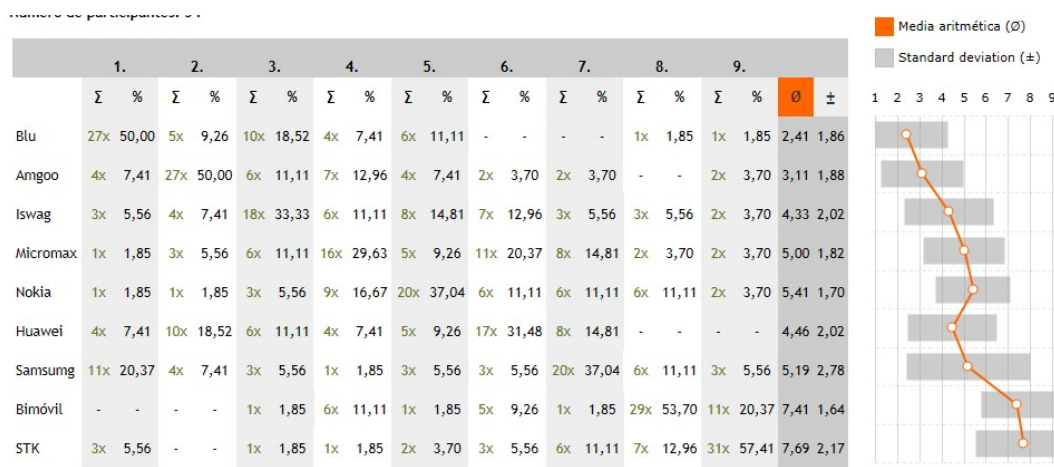 Número de participantes: 54
Media aritmética (Ø)
Standard deviation (±)
1. 2. 3. 4. 5. 6. 7. 8. 9.
Σ % Σ % Σ % Σ % Σ % Σ % Σ % Σ % Σ % Ø ±
1 2 3 4 5 6 7 8 9
Blu 27x 50,00 5x 9,26 10x 18,52 4x 7,41 6x 11,11 - - - - 1x 1,85 1x 1,85 2,41 1,86
Amgoo 4x 7,41 27x 50,00 6x 11,11 7x 12,96 4x 7,41 2x 3,70 2x 3,70 - - 2x 3,70 3,11 1,88
Iswag 3x 5,56 4x 7,41 18x 33,33 6x 11,11 8x 14,81 7x 12,96 3x 5,56 3x 5,56 2x 3,70 4,33 2,02
Micromax 1x 1,85 3x 5,56 6x 11,11 16x 29,63 5x 9,26 11x 20,37 8x 14,81 2x 3,70 2x 3,70 5,00 1,82
Nokia 1x 1,85 1x 1,85 3x 5,56 9x 16,67 20x 37,04 6x 11,11 6x 11,11 6x 11,11 2x 3,70 5,41 1,70
Huawei 4x 7,41 10x 18,52 6x 11,11 4x 7,41 5x 9,26 17x 31,48 8x 14,81 - - - - 4,46 2,02
Samsumg 11x 20,37 4x 7,41 3x 5,56 1x 1,85 3x 5,56 3x 5,56 20x 37,04 6x 11,11 3x 5,56 5,19 2,78
Bimóvil - - - - 1x 1,85 6x 11,11 1x 1,85 5x 9,26 1x 1,85 29x 53,70 11x 20,37 7,41 1,64
STK 3x 5,56 - - 1x 1,85 1x 1,85 2x 3,70 3x 5,56 6x 11,11 7x 12,96 31x 57,41 7,69 2,17